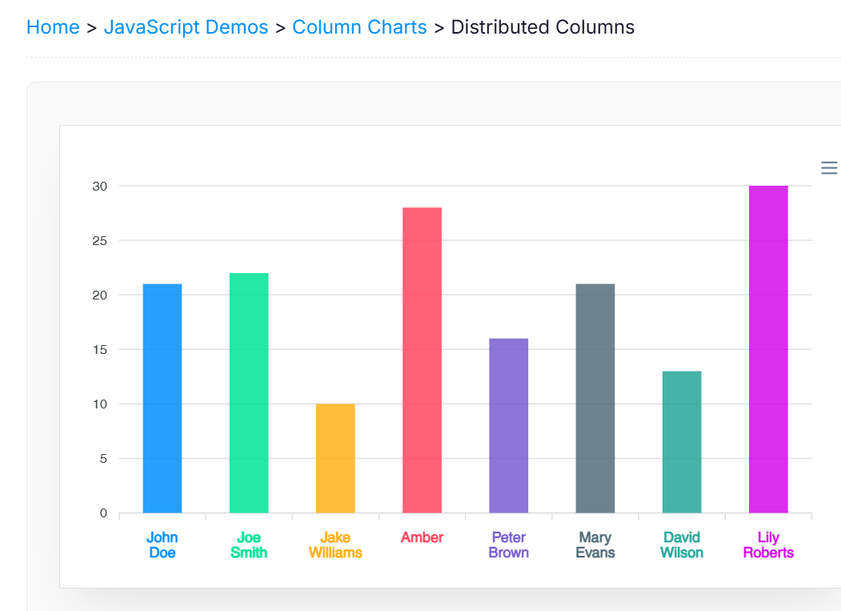 Home > JavaScript Demos > Column Charts > Distributed Columns
30
25
20
15
10
5
0
John
Doe
Joe
Smith
Jake
Williams
Amber
Peter
Brown
Mary
Evans
David
Wilson
Lily
Roberts